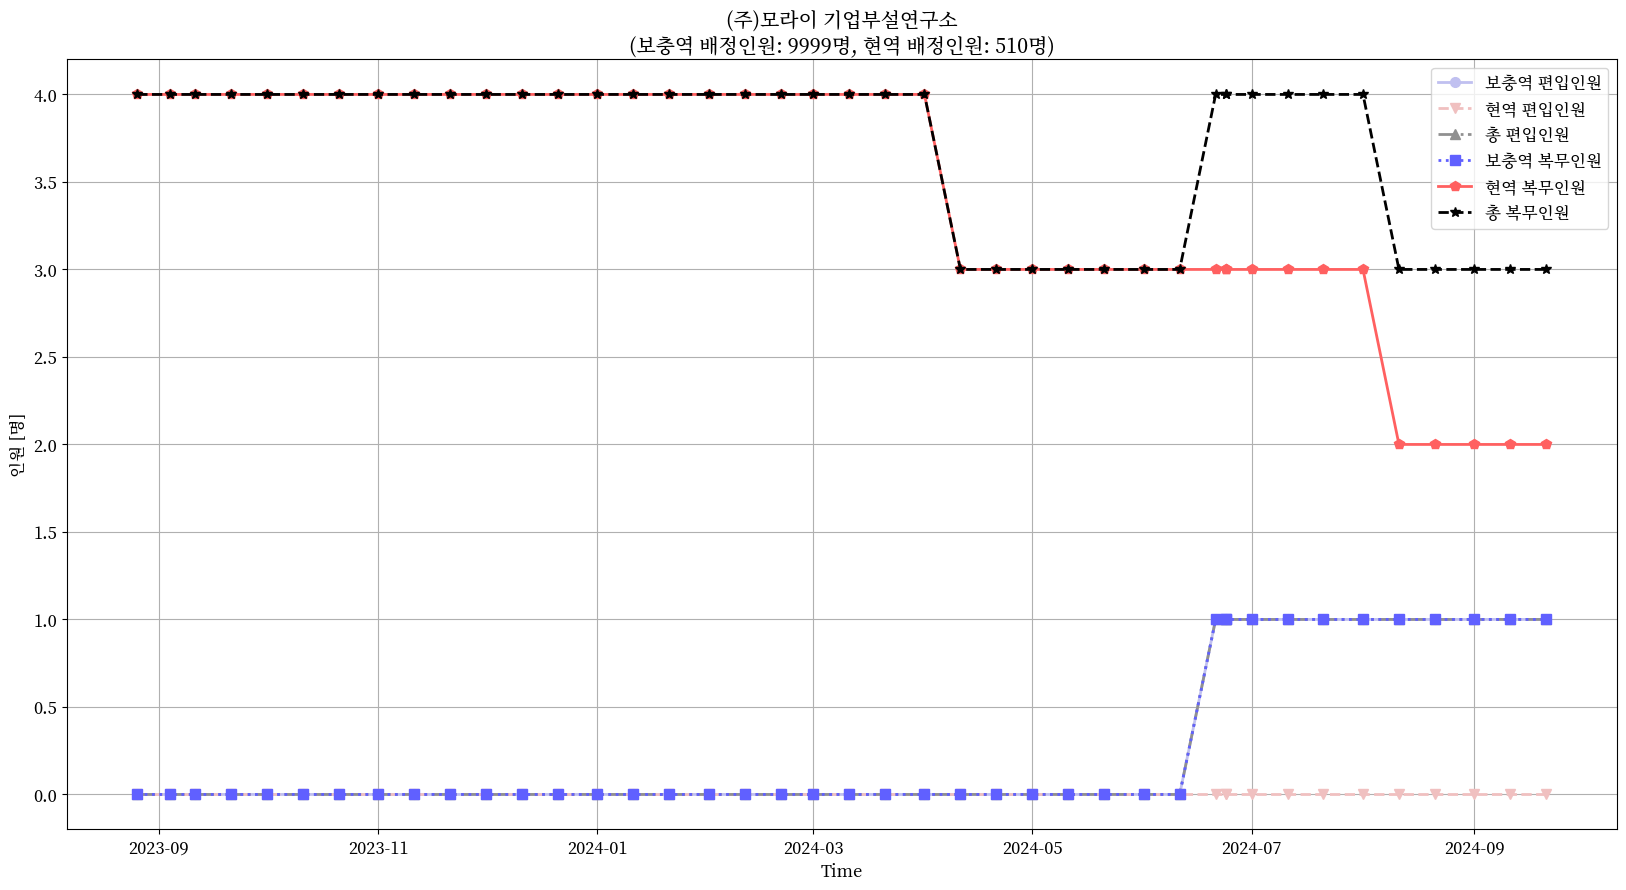 (주)모라이 기업부설연구소
(보충역 배정인원: 9999명, 현역 배정인원: 510명)
보충역 편입인원
현역 편입인원
총 편입인원
보충역 복무인원
현역 복무인원
총 복무인원
인원 [명]
4.0
3.5
3.0
2.5
2.0
1.5
1.0
0.5
0.0
2023-09
2023-11
2024-01
2024-03
2024-05
2024-07
2024-09
Time